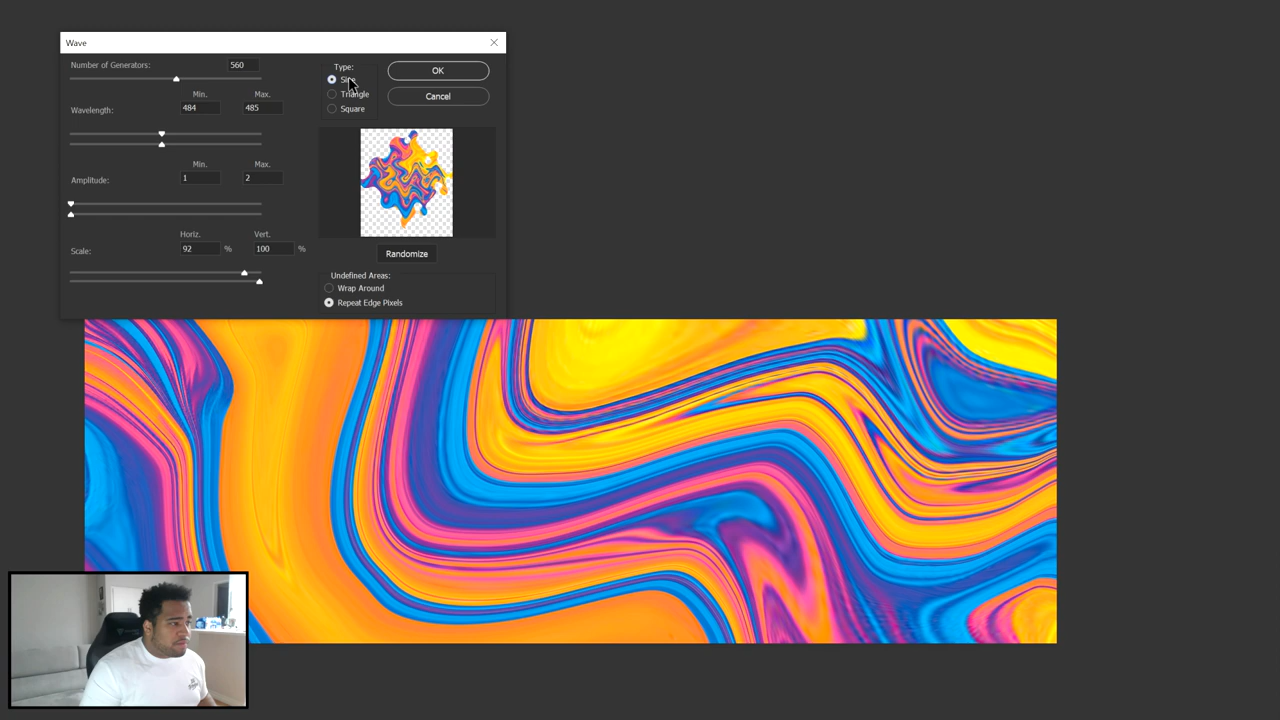 Wave
Number of Generators: 560
Type:
Sine
Triangle
Square
OK
Cancel
Min. Max.
Wavelength: 484 485
Min. Max.
Amplitude: 1 2
Horiz. Vert.
Scale: 92 % 100 %
Randomize
Undefined Areas:
Wrap Around
Repeat Edge Pixels